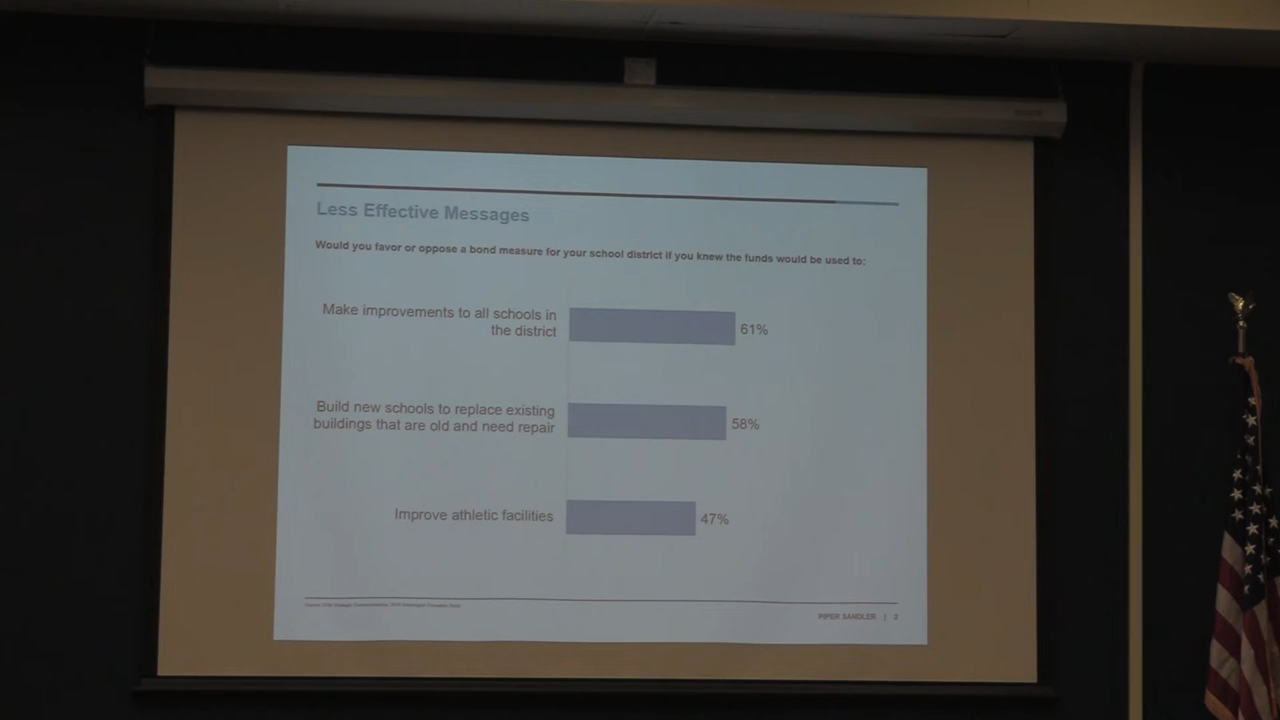 Less Effective Messages
Would you favor or oppose a bond measure for your school district if you knew the funds would be used to:
Make improvements to all schools in
the district
61%
Build new schools to replace existing
buildings that are old and need repair
58%
Improve athletic facilities
47%
PIPER SANDLER | 2